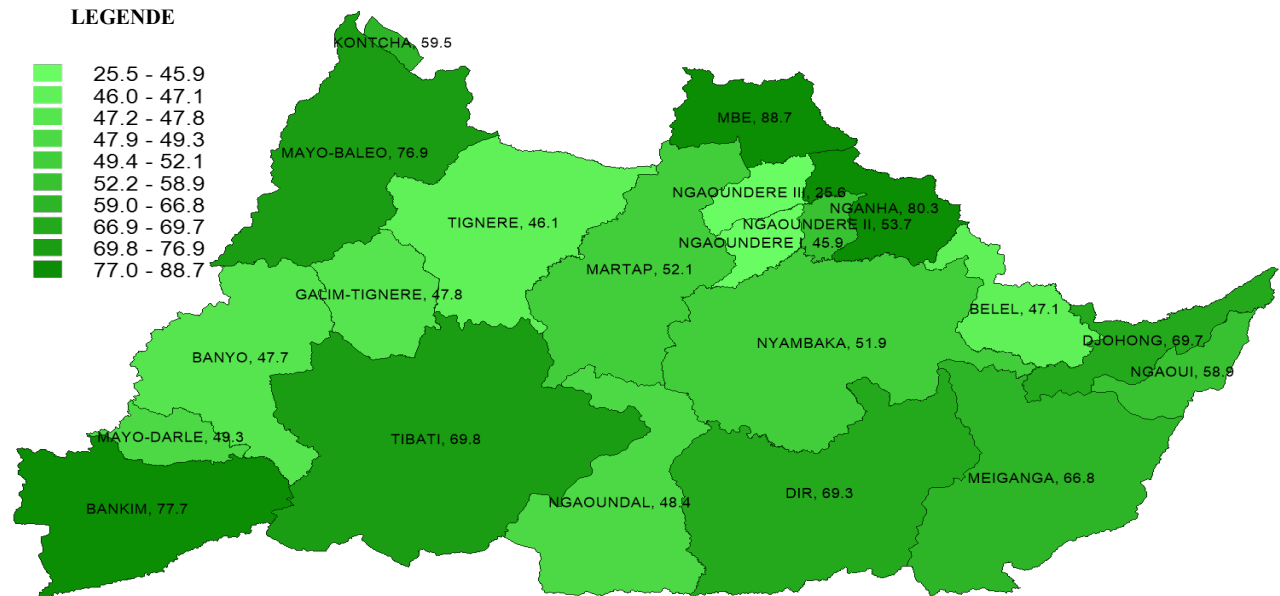 LEGENDE
25.5 - 45.9
46.0 - 47.1
47.2 - 47.8
47.9 - 49.3
49.4 - 52.1
52.2 - 58.9
59.0 - 66.8
66.9 - 69.7
69.8 - 76.9
77.0 - 88.7
KONTCHA, 59.5
MBE, 88.7
MAYO-BALEO, 76.9
NGAOUNDERE III, 25.6
NGANHA, 80.3
TIGNERE, 46.1
NGAOUNDERE II, 53.7
NGAOUNDERE I, 45.9
MARTAP, 52.1
GALIM-TIGNERE, 47.8
BELEL, 47.1
DJOHONG, 69.7
NYAMBAKA, 51.9
BANYO, 47.7
NGAOUI, 58.9
MAYO-DARLE, 49.3
TIBATI, 69.8
MEIGANGA, 66.8
DIR, 69.3
NGAOUNDAL, 48.4
BANKIM, 77.7